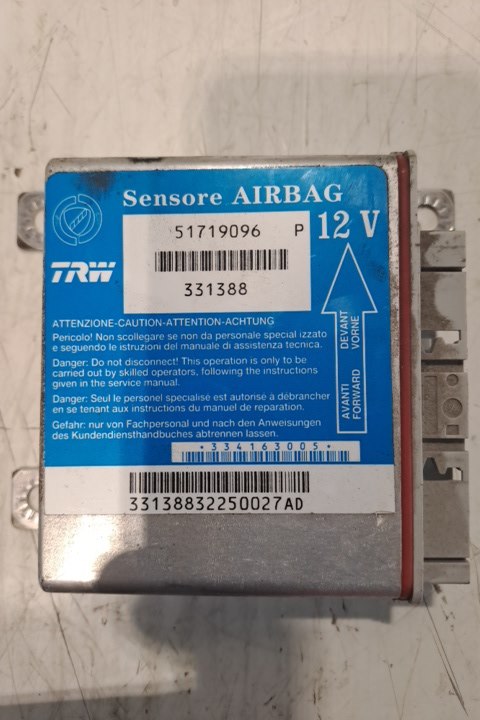 Sensore AIRBAG
51719096 P
12 V
331388
TRW
DEVANT
VORNE
AVANTI
FORWARD
ATTENZIONE-CAUTION-ATTENTION-ACHTUNG
Pericolo! Non scollegare se non da personale special izzato
e seguendo le istruzioni del manuale di assistenza tecnica.
Danger: Do not disconnect! This operation is only to be
carried out by skilled operators, following the instructions
given in the service manual.
Danger: Seul le personel specialise est autorise à débrancher
en se tenant aux instructions du manuel de reparation.
Gefahr: nur von Fachpersonal und nach den Anweisungen
des Kundendiensthandbuches abtrennen lassen.
*334163005*
33138832250027AD